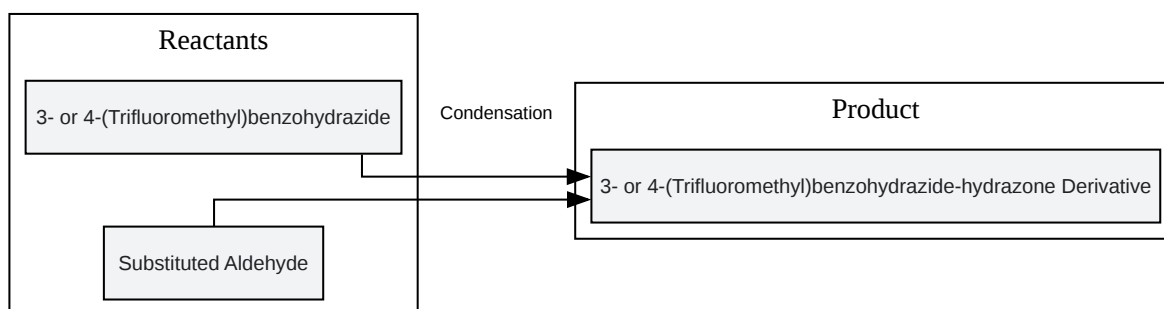 Reactants
3- or 4-(Trifluoromethyl)benzohydrazide
Substituted Aldehyde
Condensation
Product
3- or 4-(Trifluoromethyl)benzohydrazide-hydrazone Derivative